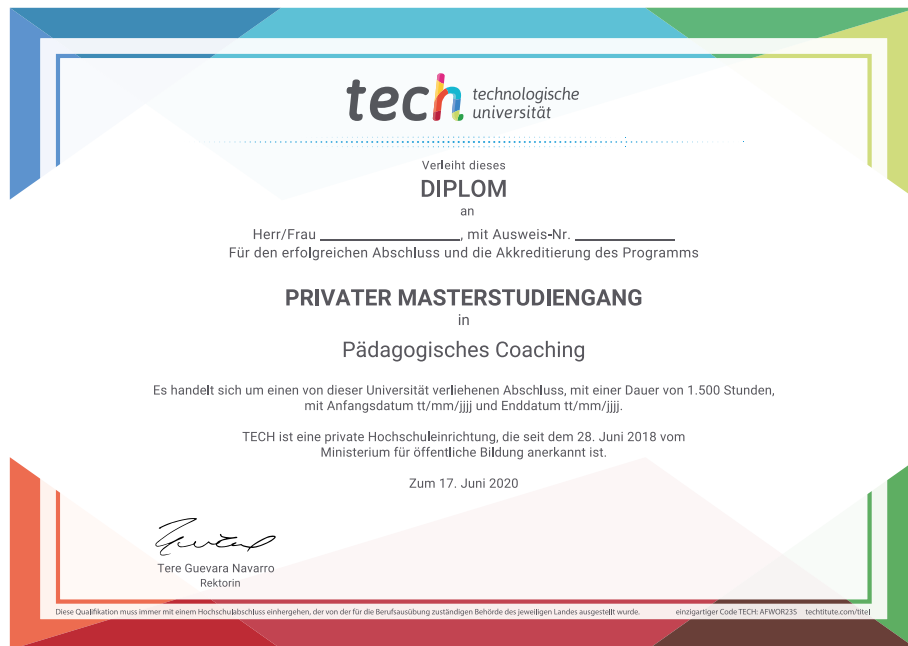 tech technologische
universität
Verleiht dieses
DIPLOM
an
Herr/Frau ____________________, mit Ausweis-Nr. ______________
Für den erfolgreichen Abschluss und die Akkreditierung des Programms
PRIVATER MASTERSTUDIENGANG
in
Pädagogisches Coaching
Es handelt sich um einen von dieser Universität verliehenen Abschluss, mit einer Dauer von 1.500 Stunden,
mit Anfangsdatum tt/mm/jjjj und Enddatum tt/mm/jjjj.
TECH ist eine private Hochschuleinrichtung, die seit dem 28. Juni 2018 vom
Ministerium für öffentliche Bildung anerkannt ist.
Zum 17. Juni 2020
Tere Guevara Navarro
Rektorin
Diese Qualifikation muss immer mit einem Hochschulabschluss einhergehen, der von der für die Berufsausübung zuständigen Behörde des jeweiligen Landes ausgestellt wurde. einzigartiger Code TECH: AFWOR235 techtitute.com/titel